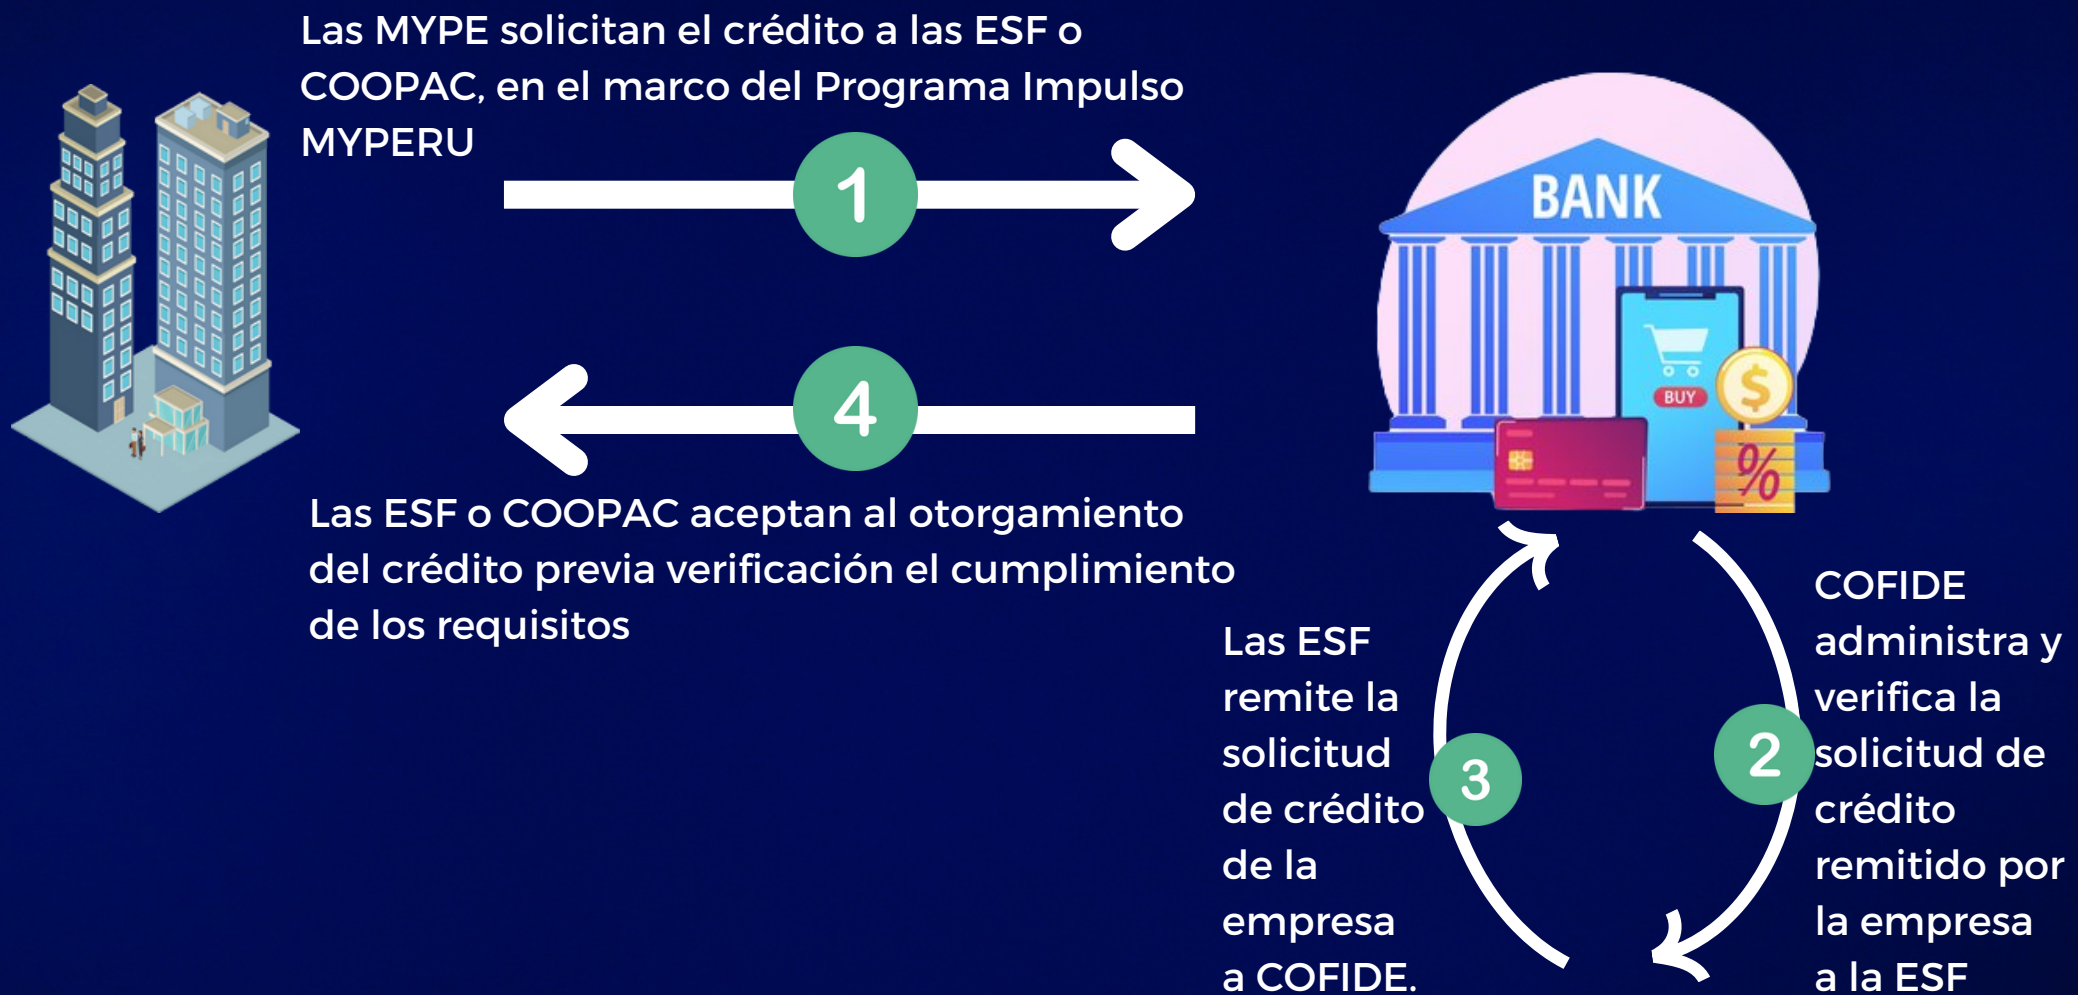 Las MYPE solicitan el crédito a las ESF o
COOPAC, en el marco del Programa Impulso
MYPERU
1
BANK
BUY
$
%
4
Las ESF o COOPAC aceptan al otorgamiento
del crédito previa verificación el cumplimiento
de los requisitos
Las ESF
remite la
solicitud
de crédito
de la
empresa
a COFIDE.
3
2
COFIDE
administra y
verifica la
solicitud de
crédito
remitido por
la empresa
a la ESF